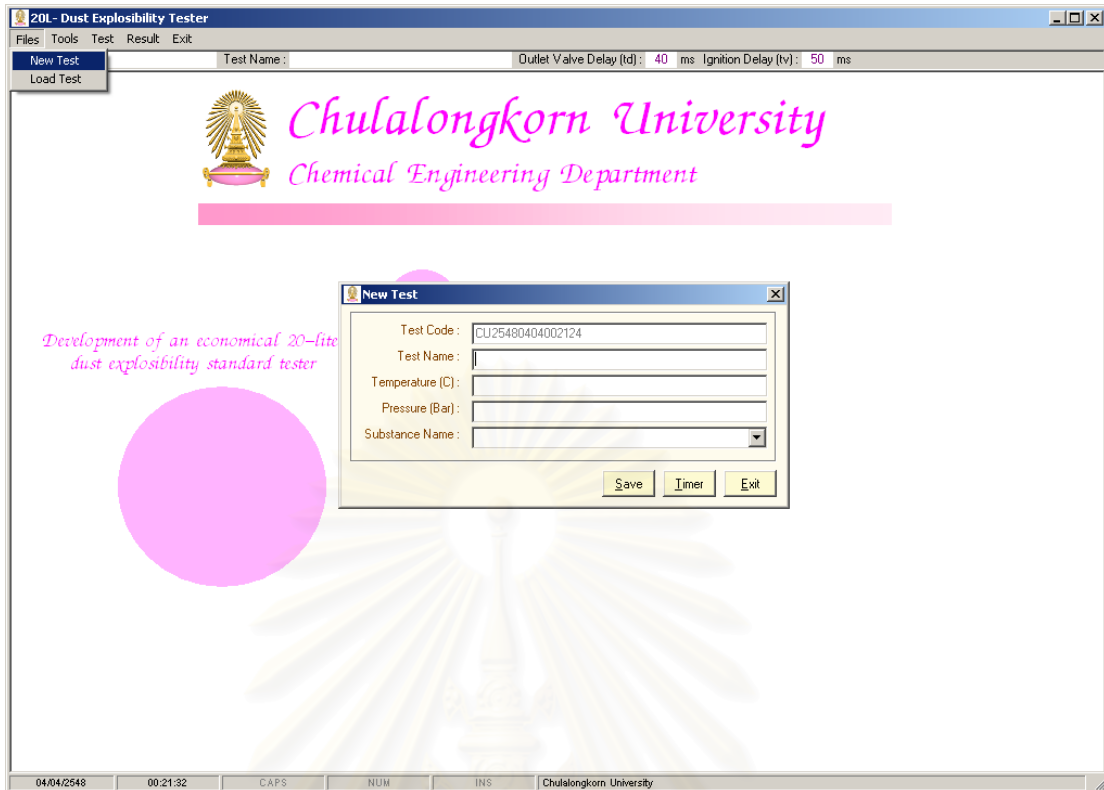 20L- Dust Explosibility Tester
Files Tools Test Result Exit
New Test
Load Test
Test Name :
Outlet Valve Delay (td) : 40 ms Ignition Delay (tv) : 50 ms
Chulalongkorn University
Chemical Engineering Department
Development of an economical 20-lite
dust explosibility standard tester
New Test
Test Code : CU25480404002124
Test Name :
Temperature (C) :
Pressure (Bar) :
Substance Name :
Save Timer Exit
04/04/2548 00:21:32 CAPS NUM INS Chulalongkorn University